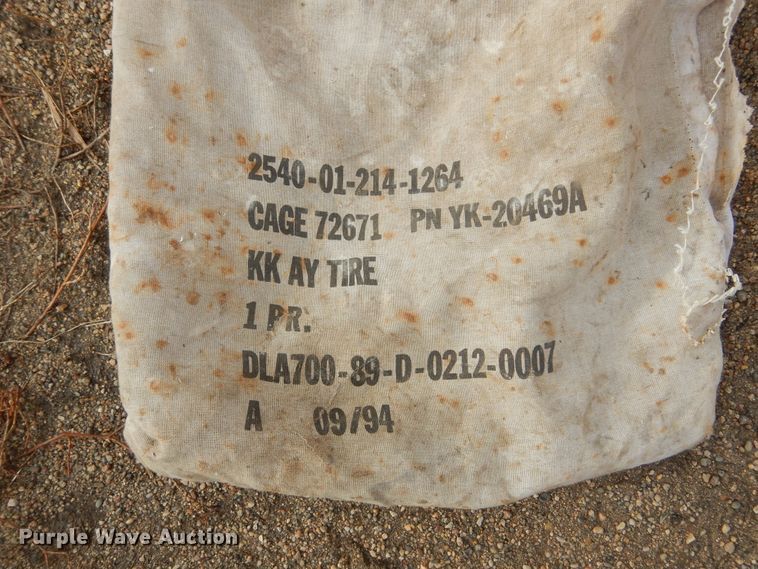 2540-01-214-1264
CAGE 72671 PN YK-20469A
KK AY TIRE
1 PR.
DLA700-89-D-0212-0007
A 09/94
Purple Wave Auction